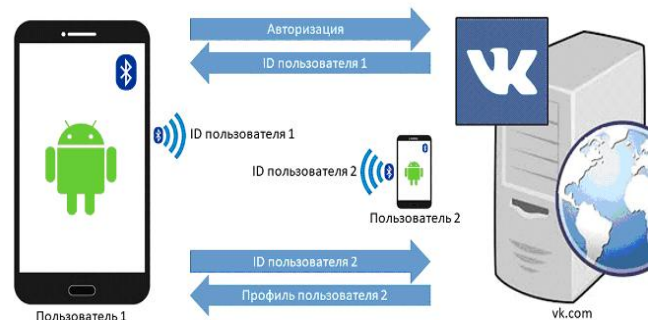 Авторизация
ID пользователя 1
ID пользователя 1
ID пользователя 2
Пользователь 2
ID пользователя 2
Профиль пользователя 2
Пользователь 1
vk.com